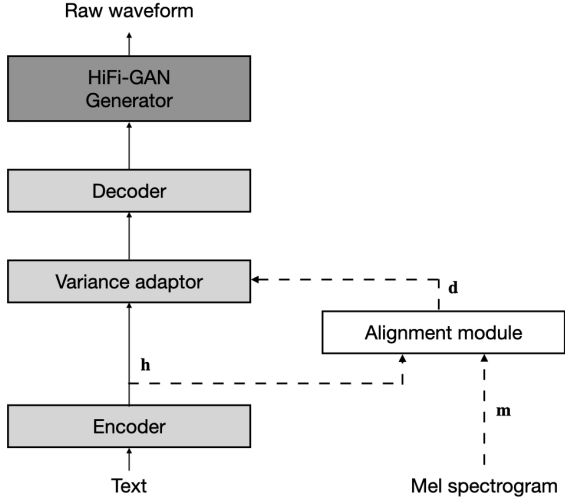 Raw waveform
HiFi-GAN
Generator
Decoder
Variance adaptor
d
Alignment module
h
m
Encoder
Text
Mel spectrogram